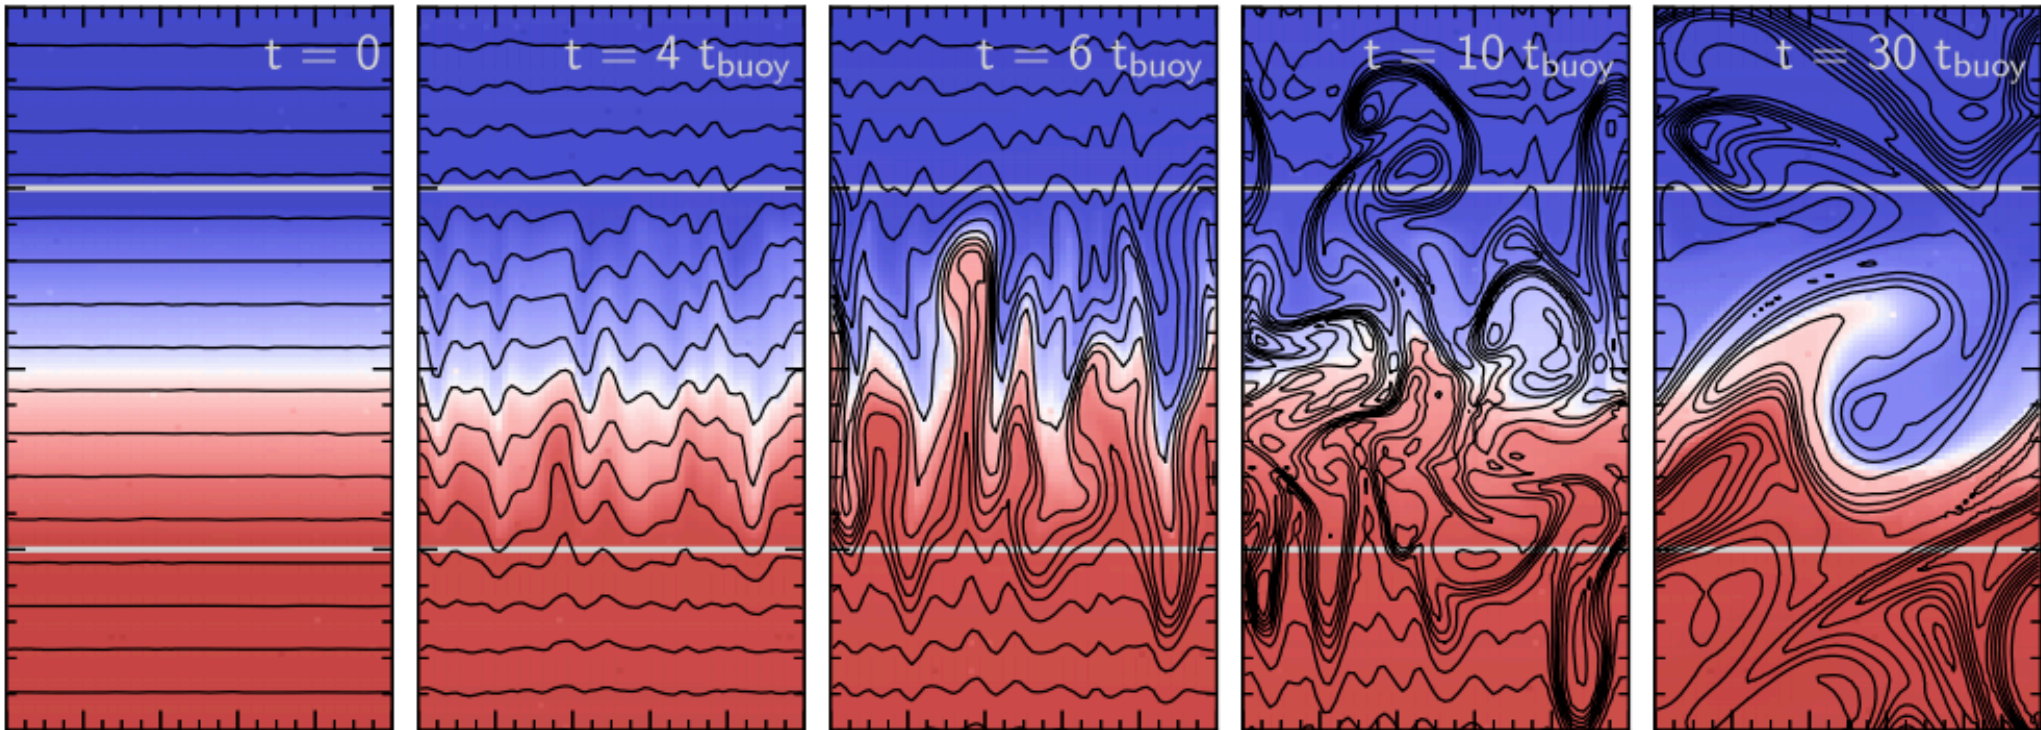 t = 0
t = 4 t_buoy
t = 6 t_buoy
t = 10 t_buoy
t = 30 t_buoy